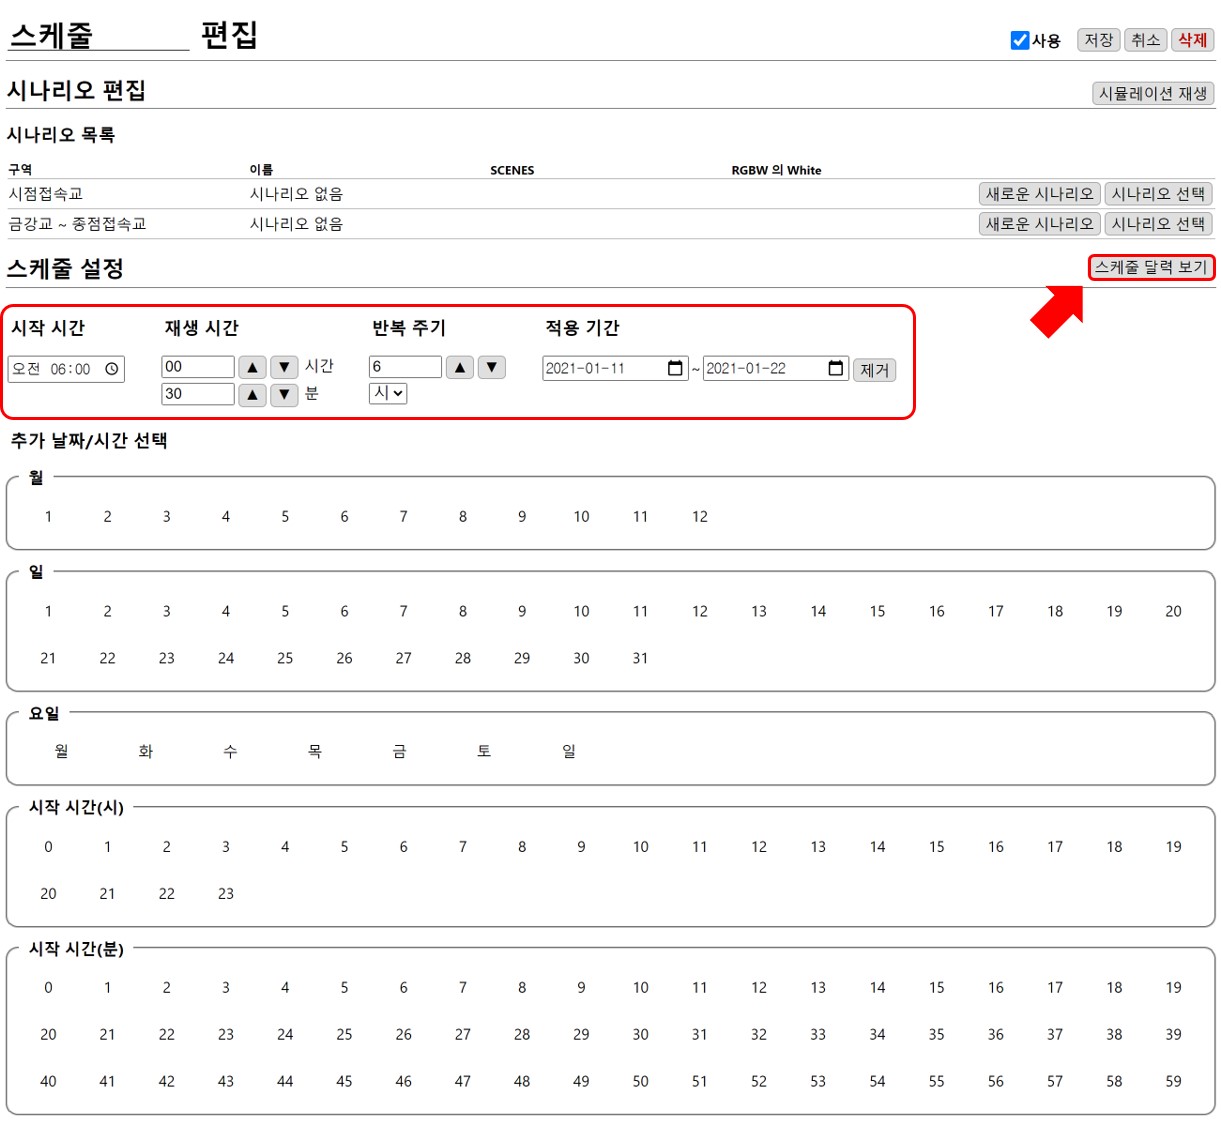 스케줄 편집
사용 저장 취소 삭제
시나리오 편집
시뮬레이션 재생
시나리오 목록
구역 이름 SCENES RGBW 의 White
시점접속교 시나리오 없음 새로운 시나리오 시나리오 선택
금강교 ~ 종점접속교 시나리오 없음 새로운 시나리오 시나리오 선택
스케줄 설정 스케줄 달력 보기
시작 시간 재생 시간 반복 주기 적용 기간
오전 06:00 00 ▲ ▼ 시간 6 ▲ ▼ 2021-01-11 ~ 2021-01-22 제거
30 ▲ ▼ 분 시
추가 날짜/시간 선택
월
1 2 3 4 5 6 7 8 9 10 11 12
일
1 2 3 4 5 6 7 8 9 10 11 12 13 14 15 16 17 18 19 20
21 22 23 24 25 26 27 28 29 30 31
요일
월 화 수 목 금 토 일
시작 시간(시)
0 1 2 3 4 5 6 7 8 9 10 11 12 13 14 15 16 17 18 19
20 21 22 23
시작 시간(분)
0 1 2 3 4 5 6 7 8 9 10 11 12 13 14 15 16 17 18 19
20 21 22 23 24 25 26 27 28 29 30 31 32 33 34 35 36 37 38 39
40 41 42 43 44 45 46 47 48 49 50 51 52 53 54 55 56 57 58 59